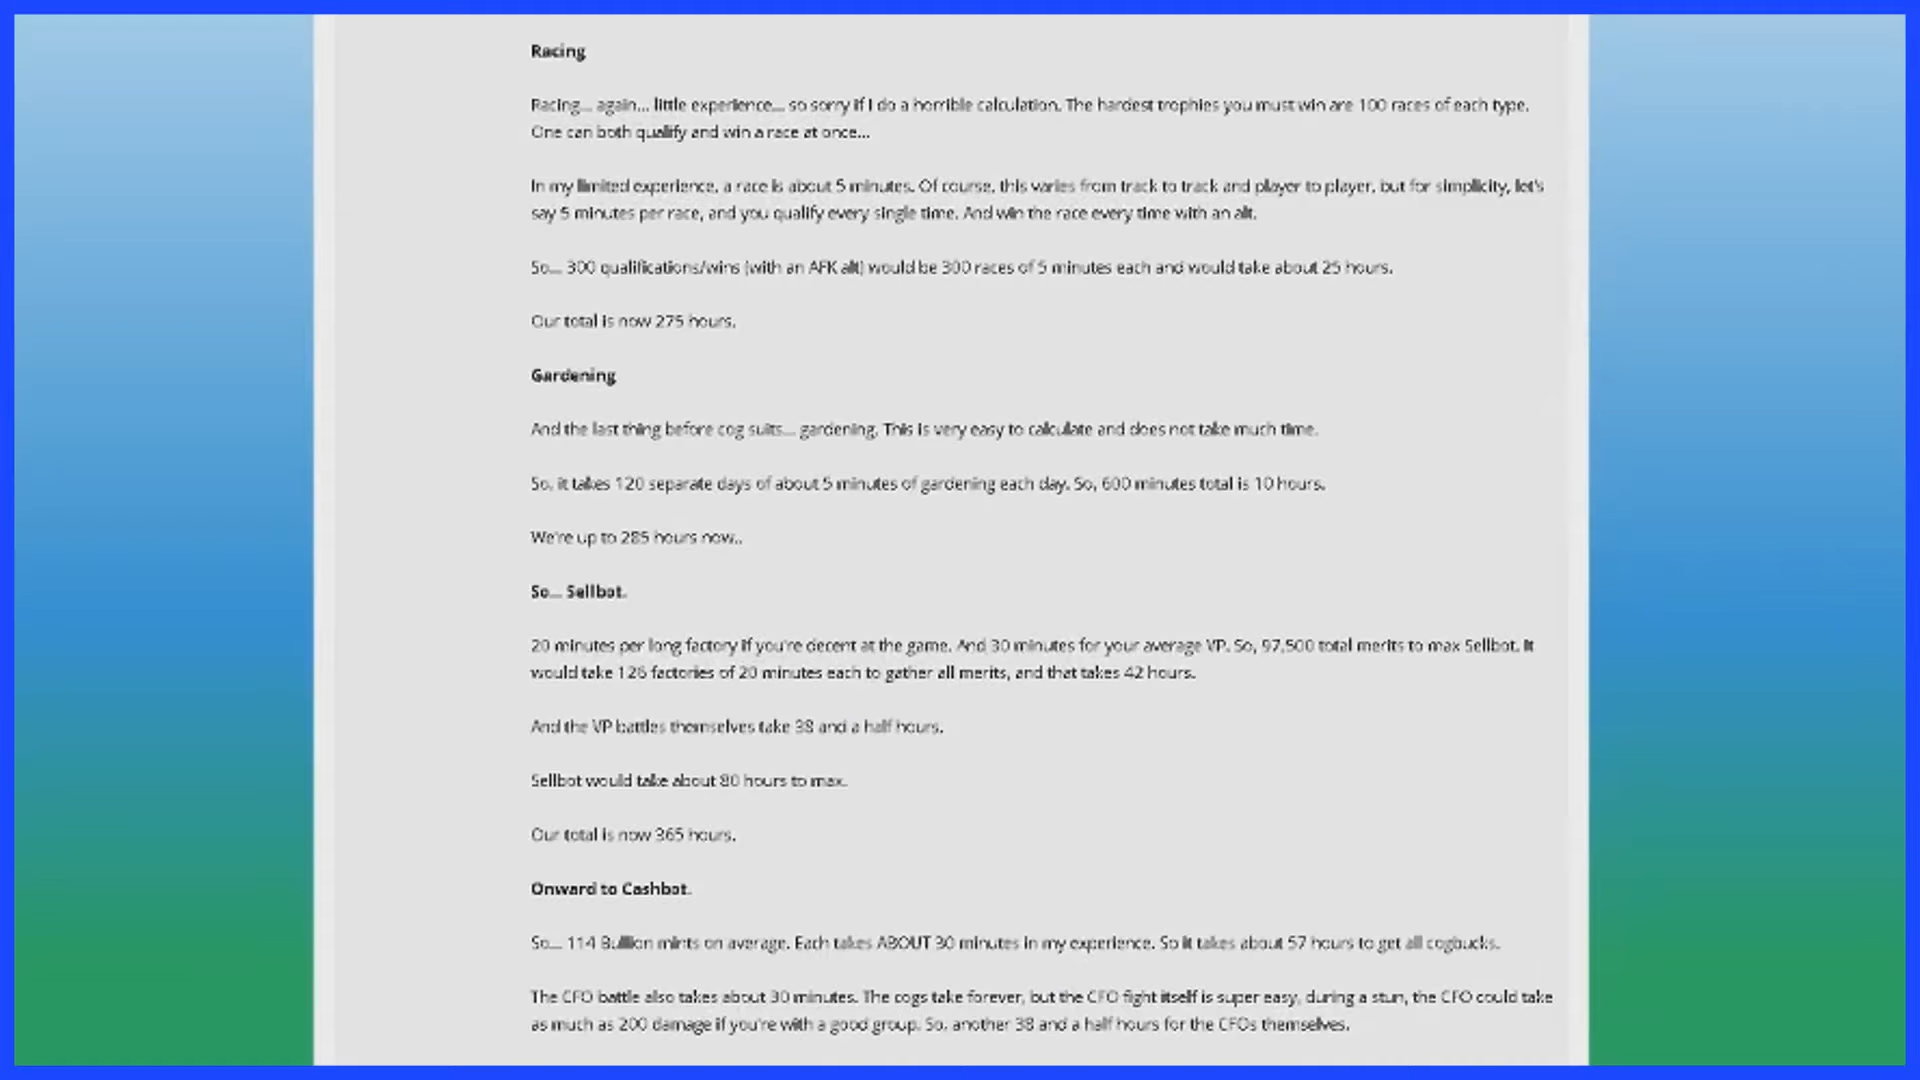 Racing
Racing... again... little experience... so sorry if I do a horrible calculation. The hardest trophies you must win are 100 races of each type.
One can both qualify and win a race at once...
In my limited experience, a race is about 5 minutes. Of course, this varies from track to track and player to player, but for simplicity, let's
say 5 minutes per race, and you qualify every single time. And win the race every time with an alt.
So... 300 qualifications/wins (with an AFK alt) would be 300 races of 5 minutes each and would take about 25 hours.
Our total is now 275 hours.
Gardening
And the last thing before cog suits... gardening. This is very easy to calculate and does not take much time.
So, it takes 120 separate days of about 5 minutes of gardening each day. So, 600 minutes total is 10 hours.
We're up to 285 hours now..
So... Sellbot.
20 minutes per long factory if you're decent at the game. And 30 minutes for your average VP. So, 97,500 total merits to max Sellbot. It
would take 126 factories of 20 minutes each to gather all merits, and that takes 42 hours.
And the VP battles themselves take 38 and a half hours.
Sellbot would take about 80 hours to max.
Our total is now 365 hours.
Onward to Cashbot.
So... 114 Bullion mints on average. Each takes ABOUT 30 minutes in my experience. So it takes about 57 hours to get all cogbucks.
The CFO battle also takes about 30 minutes. The cogs take forever, but the CFO fight itself is super easy, during a stun, the CFO could take
as much as 200 damage if you're with a good group. So, another 38 and a half hours for the CFOs themselves.